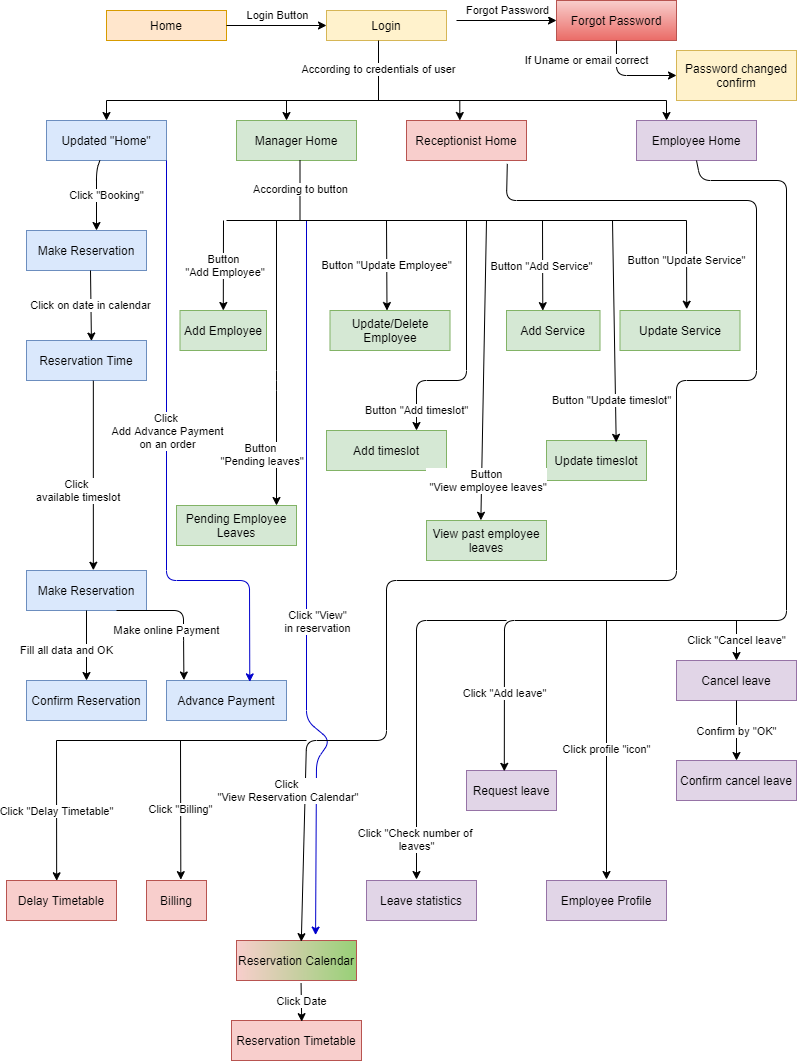 Home
Login Button
Login
Forgot Password
Forgot Password
If Uname or email correct
Password changed
confirm
According to credentials of user
Updated "Home"
Manager Home
Receptionist Home
Employee Home
Click "Booking"
According to button
Make Reservation
Button
"Add Employee"
Button "Update Employee"
Button "Add Service"
Button "Update Service"
Click on date in calendar
Add Employee
Update/Delete
Employee
Add Service
Update Service
Reservation Time
Click
Add Advance Payment
on an order
Button "Add timeslot"
Button "Update timeslot"
Button
"Pending leaves"
Add timeslot
Update timeslot
Click
available timeslot
Button
"View employee leaves"
Pending Employee
Leaves
View past employee
leaves
Make Reservation
Make online Payment
Click "View"
in reservation
Fill all data and OK
Click "Cancel leave"
Confirm Reservation
Advance Payment
Click "Add leave"
Cancel leave
Click profile "icon"
Confirm by "OK"
Click
"View Reservation Calendar"
Request leave
Confirm cancel leave
Click "Delay Timetable"
Click "Billing"
Click "Check number of
leaves"
Delay Timetable
Billing
Leave statistics
Employee Profile
Reservation Calendar
Click Date
Reservation Timetable